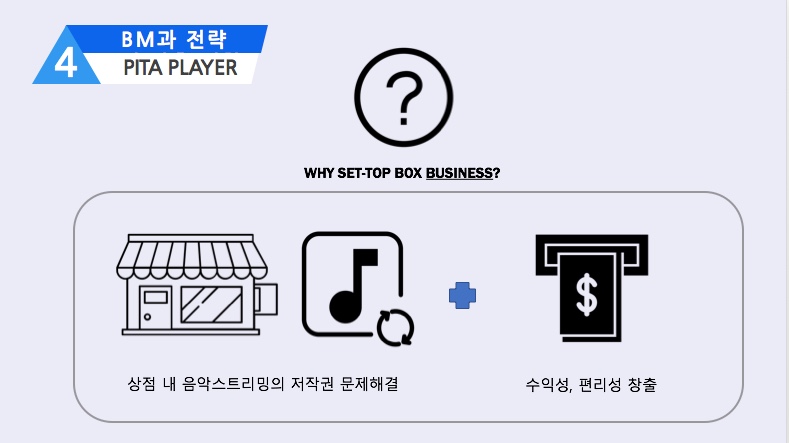 4
BM과 전략
PITA PLAYER
?
WHY SET-TOP BOX BUSINESS?
$
상점 내 음악스트리밍의 저작권 문제해결
수익성, 편리성 창출